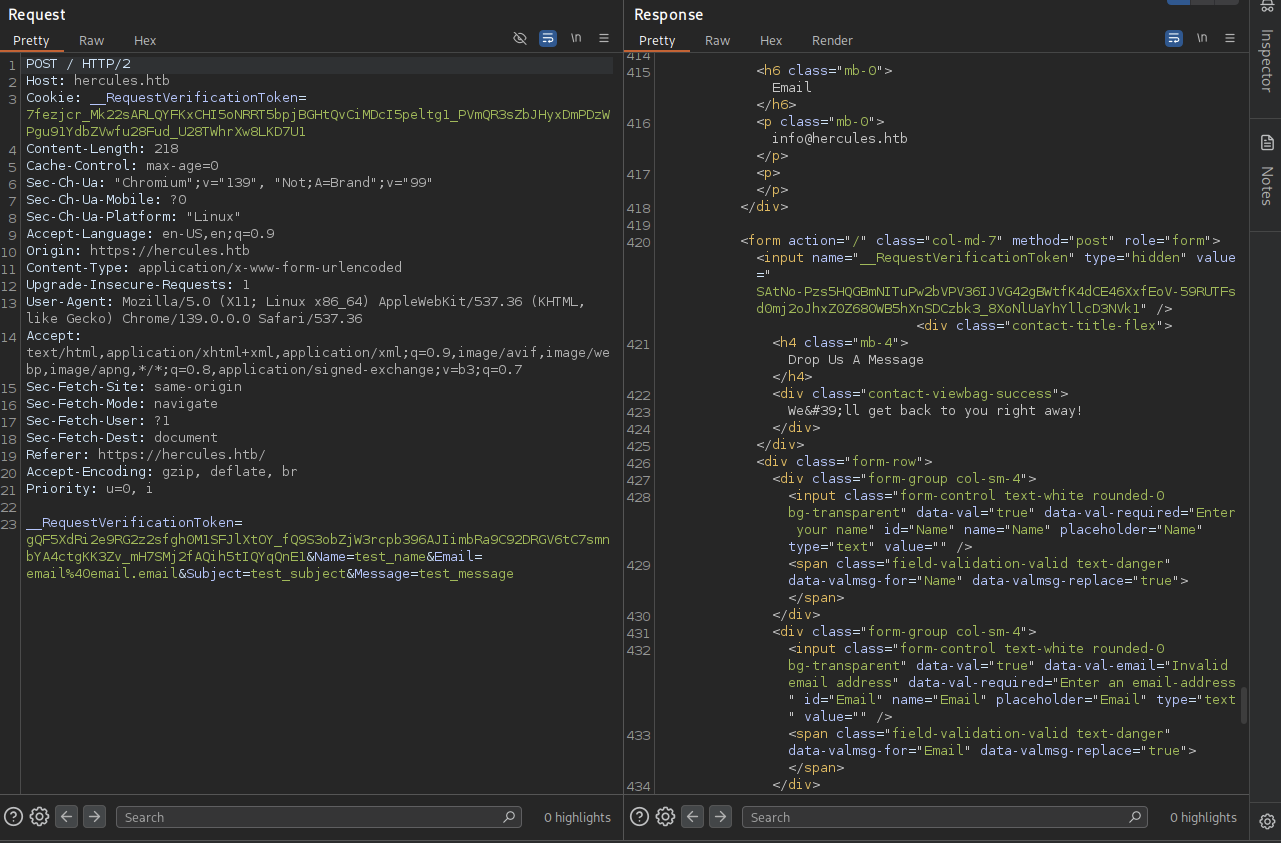 Request
Pretty Raw Hex
\n
1 POST / HTTP/2
2 Host: hercules.htb
3 Cookie: __RequestVerificationToken=
7fezjcr_Mk22sARLQYFKxCHI5oNRRT5bpjBGHtQvCiMDcI5peltg1_PVmQR3sZbJHyxDmPDzW
Pgu91YdbZVwfu28Fud_U28TWhrXw8LKD7U1
4 Content-Length: 218
5 Cache-Control: max-age=0
6 Sec-Ch-Ua: "Chromium";v="139", "Not;A=Brand";v="99"
7 Sec-Ch-Ua-Mobile: ?0
8 Sec-Ch-Ua-Platform: "Linux"
9 Accept-Language: en-US,en;q=0.9
10 Origin: https://hercules.htb
11 Content-Type: application/x-www-form-urlencoded
12 Upgrade-Insecure-Requests: 1
13 User-Agent: Mozilla/5.0 (X11; Linux x86_64) AppleWebKit/537.36 (KHTML,
like Gecko) Chrome/139.0.0.0 Safari/537.36
14 Accept:
text/html,application/xhtml+xml,application/xml;q=0.9,image/avif,image/we
bp,image/apng,*/*;q=0.8,application/signed-exchange;v=b3;q=0.7
15 Sec-Fetch-Site: same-origin
16 Sec-Fetch-Mode: navigate
17 Sec-Fetch-User: ?1
18 Sec-Fetch-Dest: document
19 Referer: https://hercules.htb/
20 Accept-Encoding: gzip, deflate, br
21 Priority: u=0, i
22
23 __RequestVerificationToken=
gQF5XdRi2e9RG2z2sfghOM1SFJlXtOY_fQ9S3obZjW3rcpb396AJIimbRa9C92DRGV6tC7smn
bYA4ctgKK3Zv_mH7SMj2fAQih5tIQYqQnE1&Name=test_name&Email=
email%40email.email&Subject=test_subject&Message=test_message
Search
0 highlights
Response
Pretty Raw Hex Render
\n
414
415 <h6 class="mb-0">
Email
</h6>
416 <p class="mb-0">
info@hercules.htb
</p>
417 <p>
</p>
418 </div>
419
420 <form action="/" class="col-md-7" method="post" role="form">
<input name="__RequestVerificationToken" type="hidden" value
="
SAtNo-Pzs5HQGBmNITuPw2bVPV36IJVG42gBWtfK4dCE46XxfEoV-59RUTFs
dOmj2oJhxZ0Z680WB5hXnSDCzbk3_8XoNlUaYhYllcD3NVk1" />
<div class="contact-title-flex">
421 <h4 class="mb-4">
Drop Us A Message
</h4>
422 <div class="contact-viewbag-success">
423 We&#39;ll get back to you right away!
424 </div>
425 </div>
426 <div class="form-row">
427 <div class="form-group col-sm-4">
428 <input class="form-control text-white rounded-0
bg-transparent" data-val="true" data-val-required="Enter
your name" id="Name" name="Name" placeholder="Name"
type="text" value="" />
429 <span class="field-validation-valid text-danger"
data-valmsg-for="Name" data-valmsg-replace="true">
</span>
430 </div>
431 <div class="form-group col-sm-4">
432 <input class="form-control text-white rounded-0
bg-transparent" data-val="true" data-val-email="Invalid
email address" data-val-required="Enter an email-address
" id="Email" name="Email" placeholder="Email" type="text
" value="" />
433 <span class="field-validation-valid text-danger"
data-valmsg-for="Email" data-valmsg-replace="true">
</span>
434 </div>
Search
0 highlights
Inspector
Notes